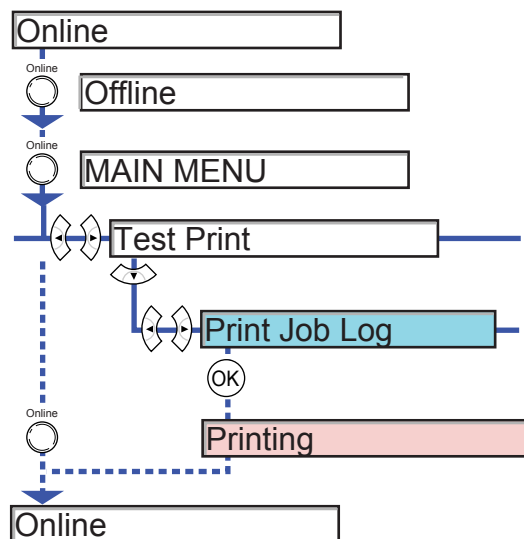 Online
Online
Offline
Online
MAIN MENU
Test Print
Print Job Log
OK
Printing
Online
Online